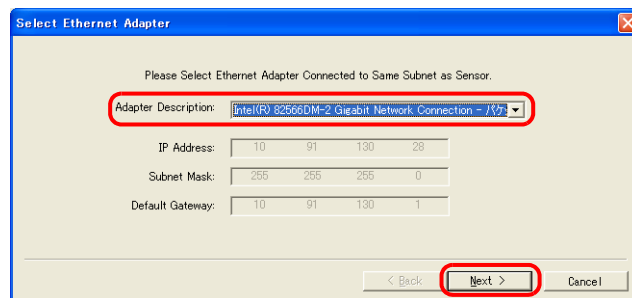 Select Ethernet Adapter
Please Select Ethernet Adapter Connected to Same Subnet as Sensor.
Adapter Description: Intel(R) 82566DM-2 Gigabit Network Connection - パケ
IP Address: 10 91 130 28
Subnet Mask: 255 255 255 0
Default Gateway: 10 91 130 1
< Back Next > Cancel